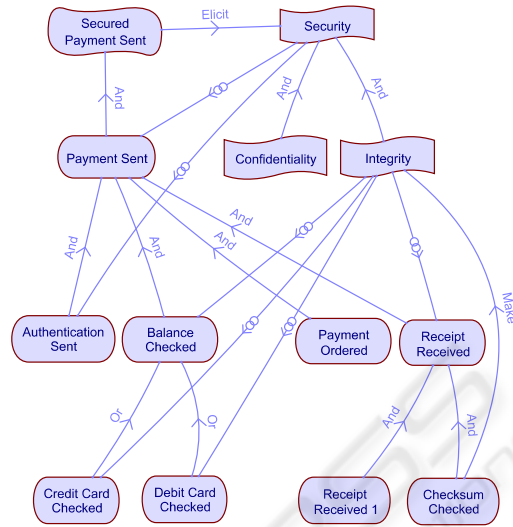 Secured
Payment Sent
Elicit
Security
And
And
And
Payment Sent
Confidentiality
Integrity
And
And
And
And
Make
Authentication
Sent
Balance
Checked
Payment
Ordered
Receipt
Received
Or
Or
And
And
Credit Card
Checked
Debit Card
Checked
Receipt
Received 1
Checksum
Checked